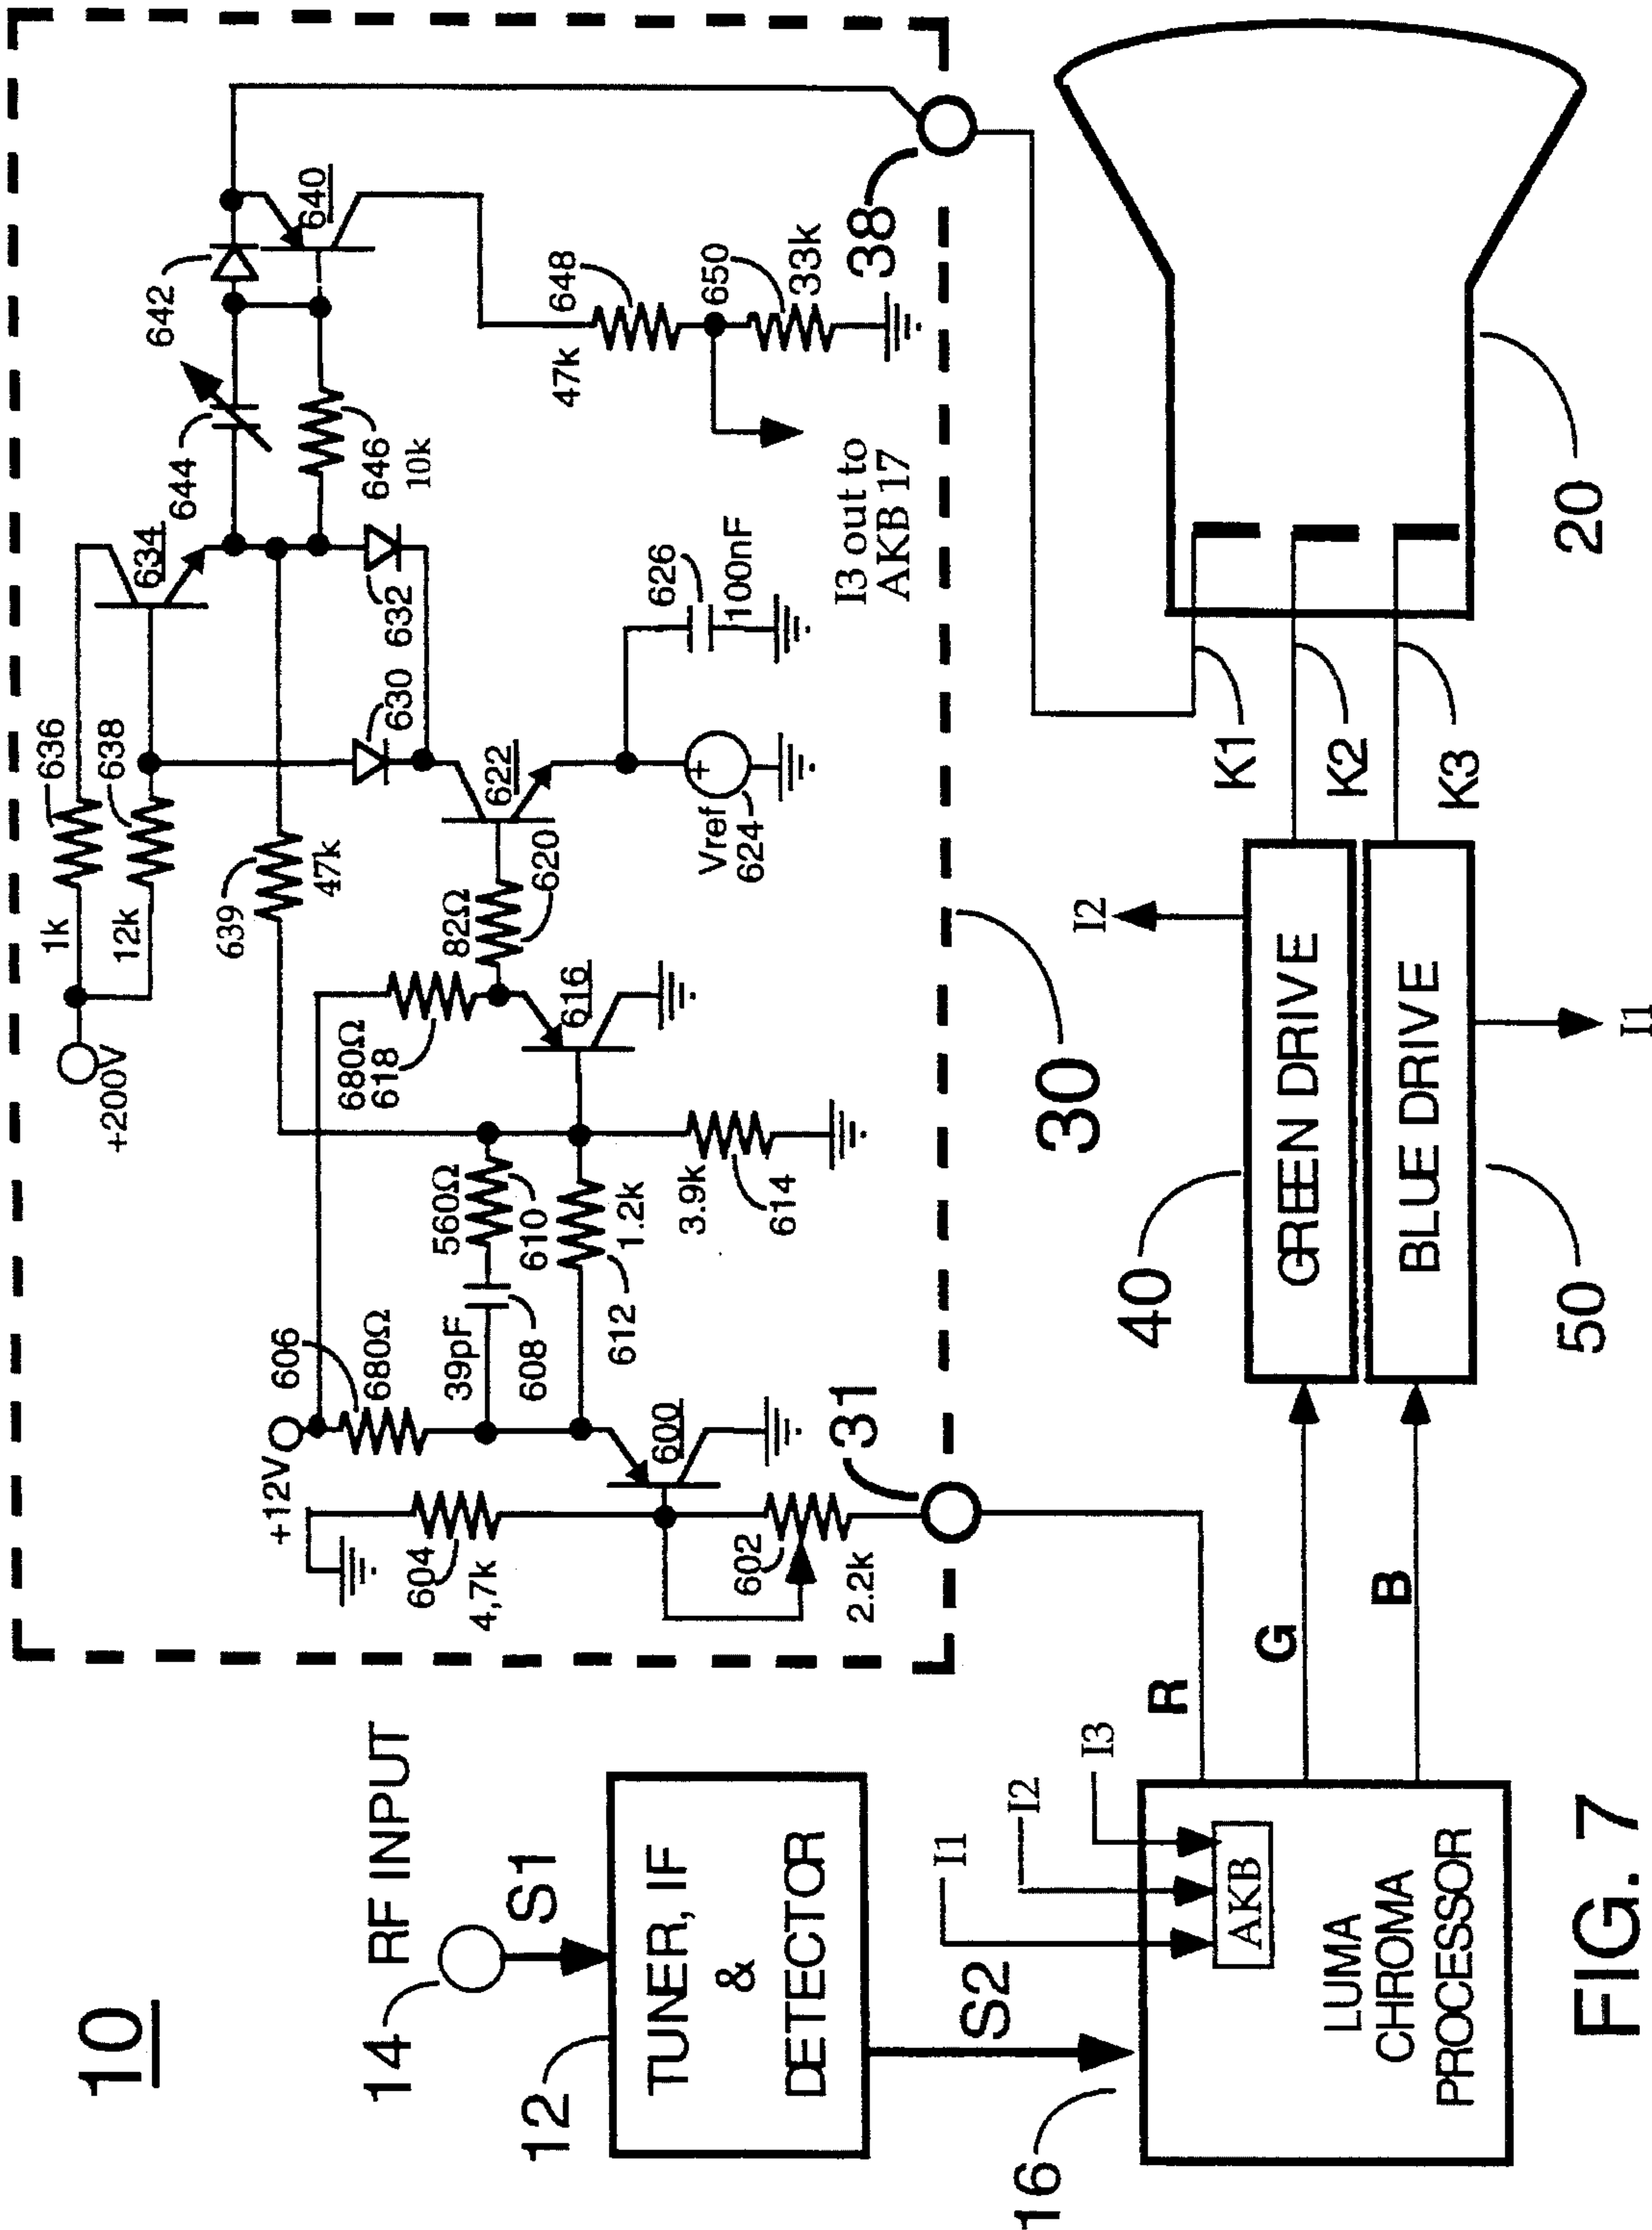 10
RF INPUT
14
S1
12
TUNER, IF
&
DETECTOR
S2
16
LUMA
CHROMA
PROCESSOR
AKB
I1
I2
I3
R
G
B
31
+12V
606
680Ω
604
4,7k
602
2.2k
600
39pF
608
560Ω
610
612
1.2k
3.9k
614
680Ω
618
616
82Ω
620
622
Vref
624
626
100nF
+200V
1k
636
12k
638
639
47k
630
632
634
644
646
10k
642
640
47k
648
650
33k
I3 out to
AKB 17
38
30
40
GREEN DRIVE
I2
50
BLUE DRIVE
I1
K1
K2
K3
20
FIG. 7